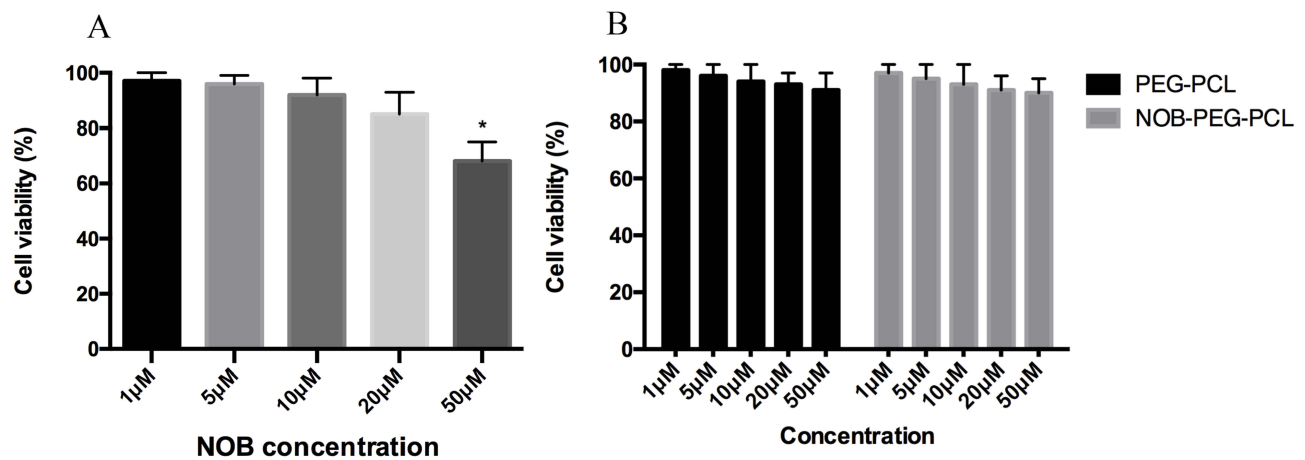 A
Cell viability (%)
100
80
60
40
20
0
*
1µM
5µM
10µM
20µM
50µM
NOB concentration
B
Cell viability (%)
100
80
60
40
20
0
1µM
5µM
10µM
20µM
50µM
1µM
5µM
10µM
20µM
50µM
Concentration
PEG-PCL
NOB-PEG-PCL